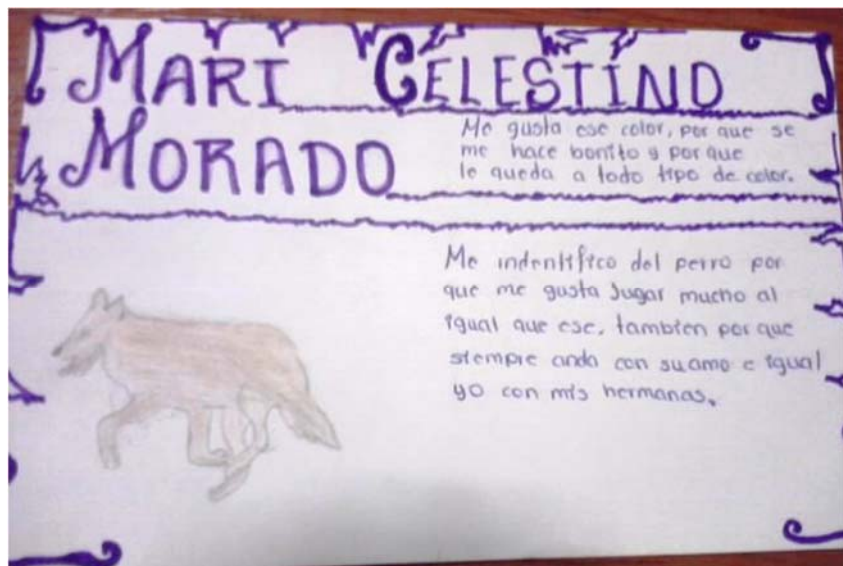 MARI CELESTINO
MORADO
Me gusta ese color, por que se
me hace bonito y por que
le queda a todo tipo de color.
Me indentifico del perro por
que me gusta Jugar mucho al
igual que ese, tambien por que
siempre anda con su amo e igual
yo con mis hermanas.